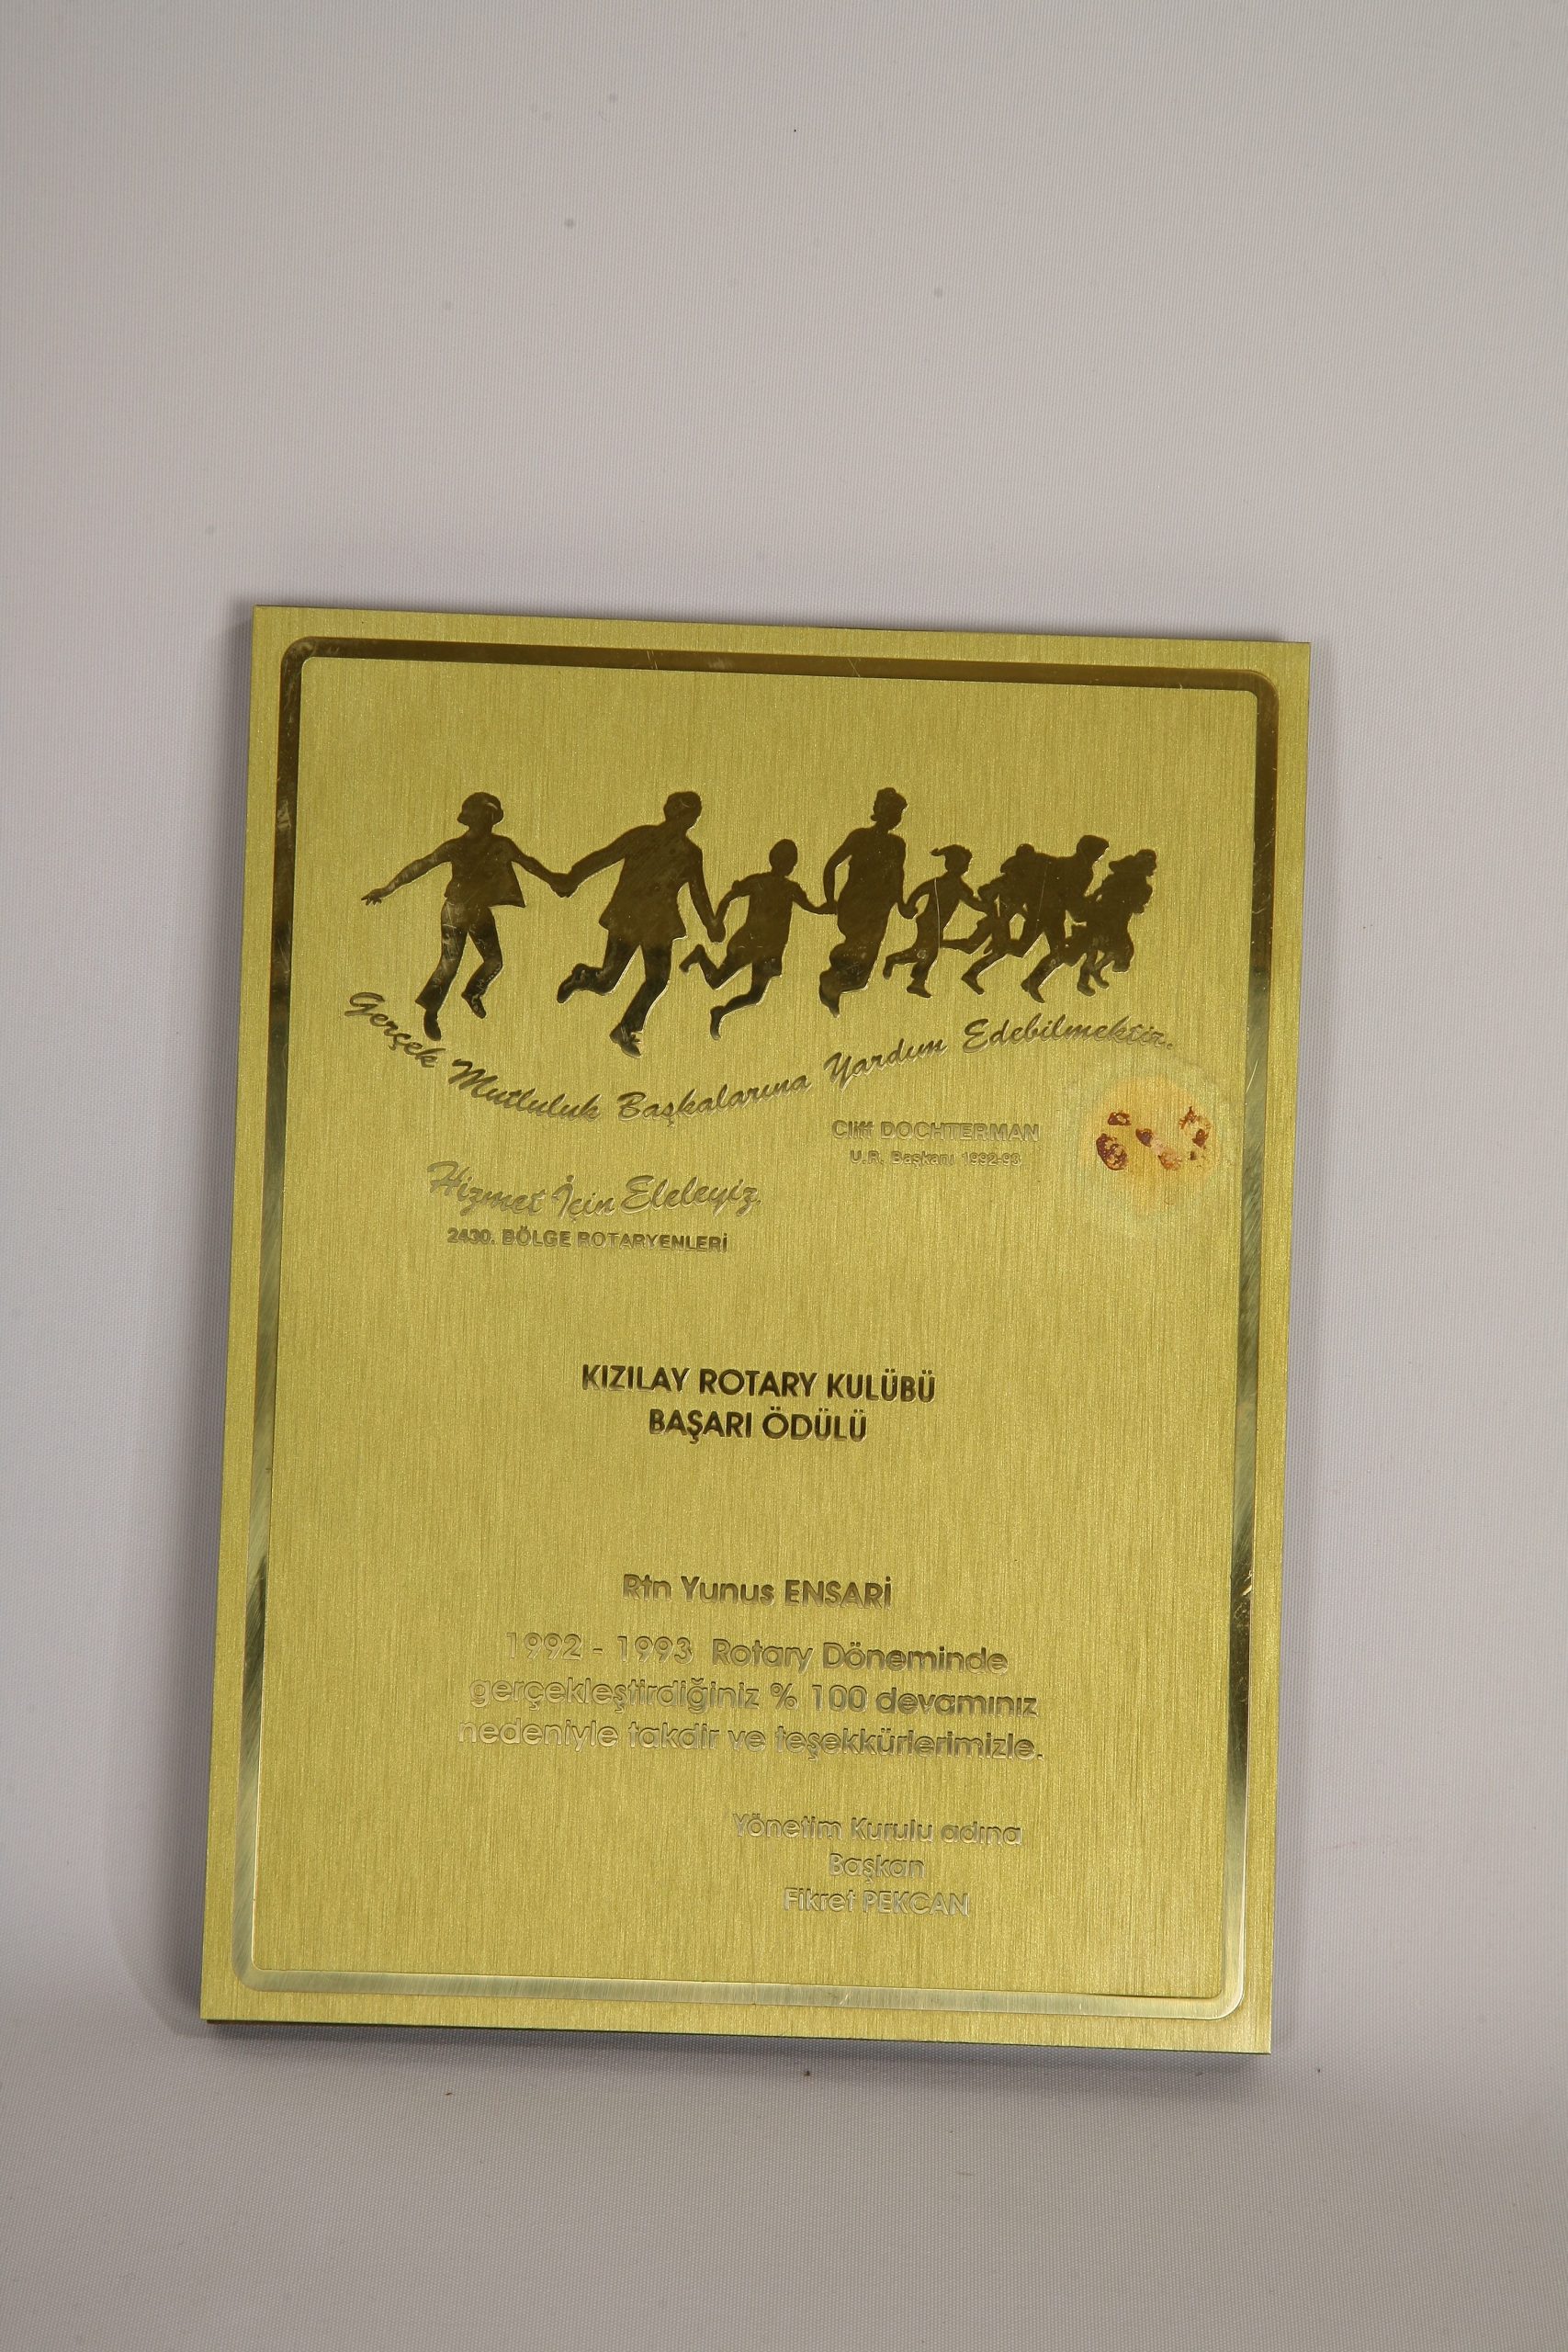 Gerçek Mutluluk Başkalarına Yardım Edebilmektir..
Cliff DOCHTERMAN
U.R. Başkanı 1992-93
Hizmet İçin Eleleyiz
2430. BÖLGE ROTARYENLERİ
KIZILAY ROTARY KULÜBÜ
BAŞARI ÖDÜLÜ
Rtn Yunus ENSARİ
1992 - 1993 Rotary Döneminde
gerçekleştirdiğiniz % 100 devamınız
nedeniyle takdir ve teşekkürlerimizle.
Yönetim Kurulu adına
Başkan
Fikret PEKCAN